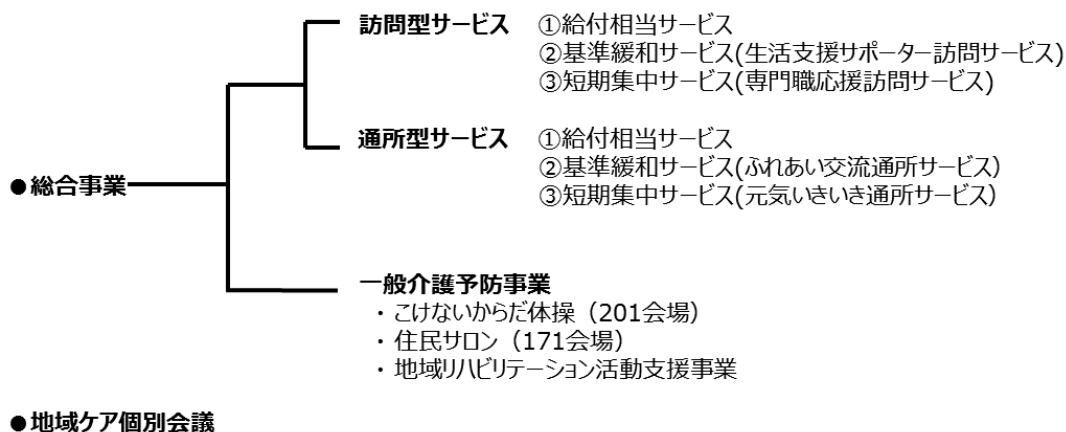 訪問型サービス ①給付相当サービス
②基準緩和サービス(生活支援サポーター訪問サービス)
③短期集中サービス(専門職応援訪問サービス)
通所型サービス ①給付相当サービス
②基準緩和サービス(ふれあい交流通所サービス)
③短期集中サービス(元気いきいき通所サービス)
●総合事業
一般介護予防事業
・こけないからだ体操（201会場）
・住民サロン（171会場）
・地域リハビリテーション活動支援事業
●地域ケア個別会議